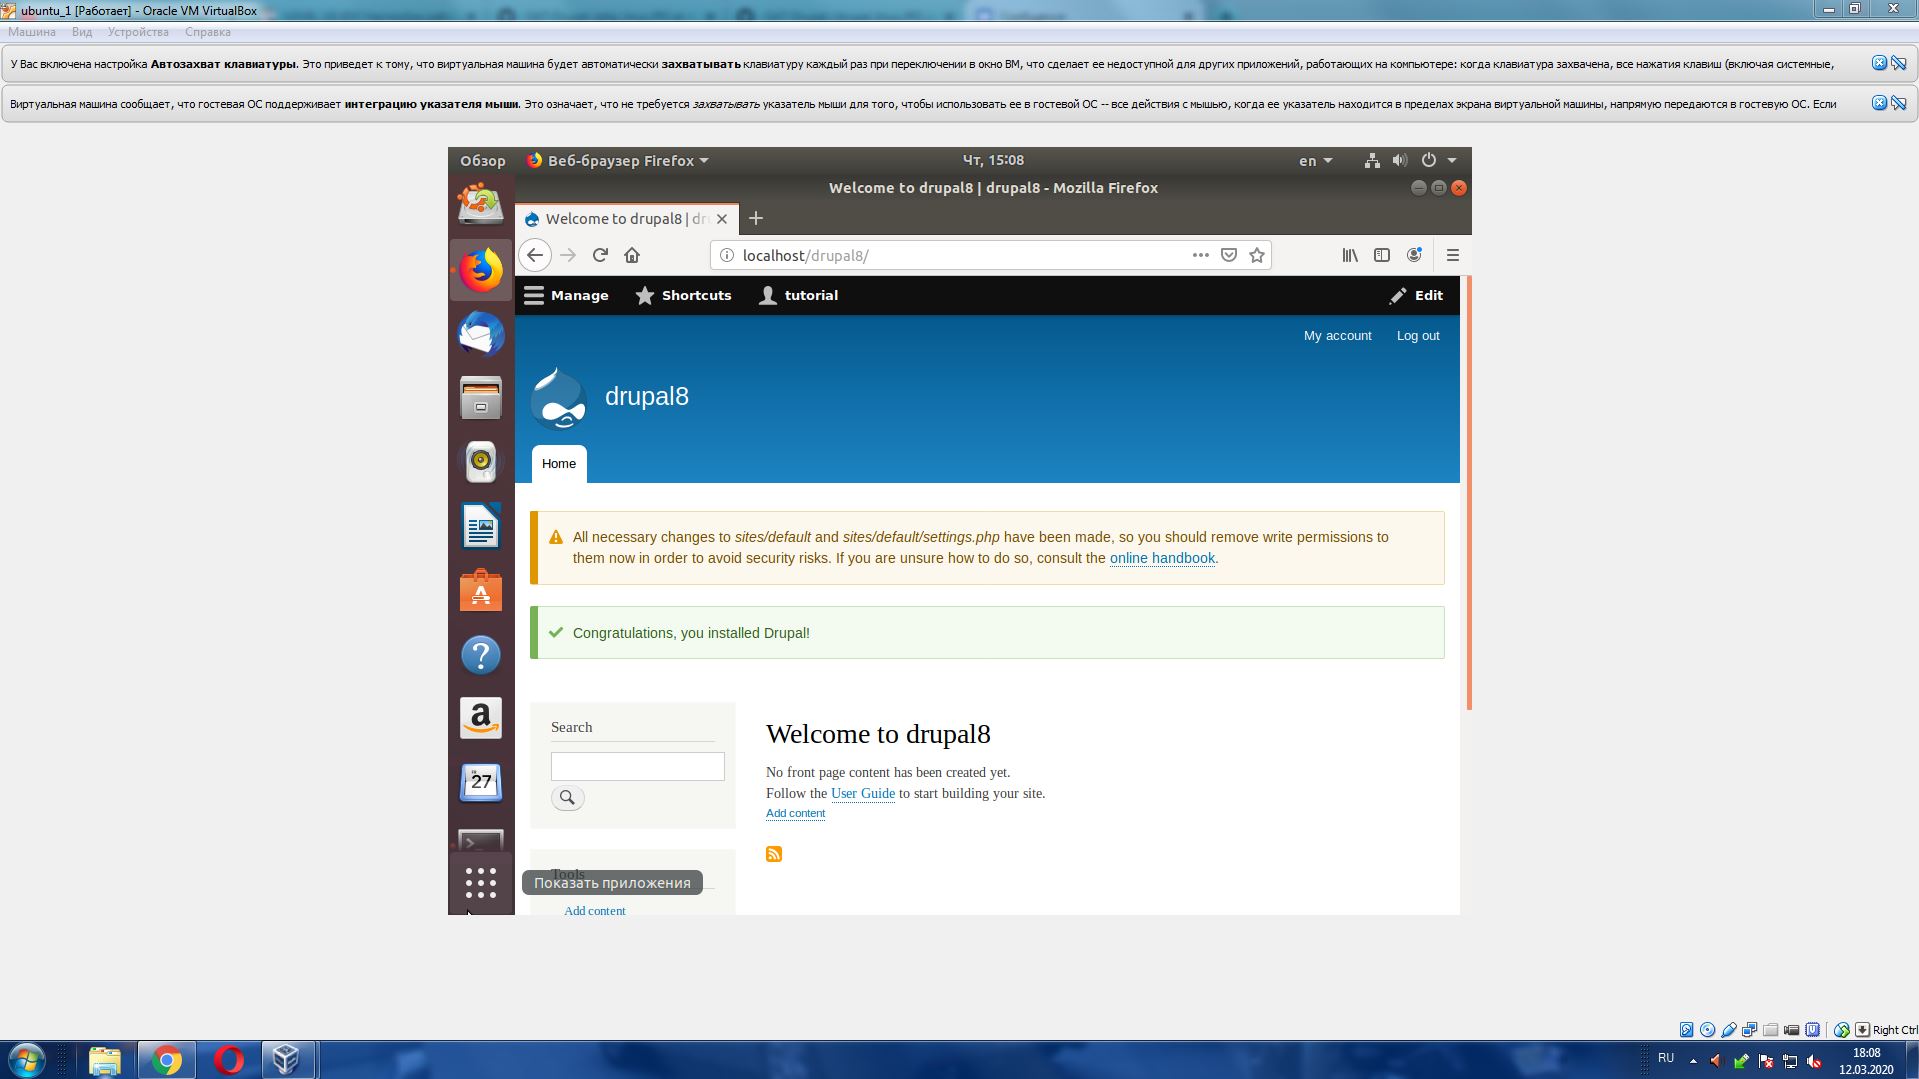 ubuntu_1 [Работает] - Oracle VM VirtualBox
Машина Вид Устройства Справка
У Вас включена настройка Автозахват клавиатуры. Это приведет к тому, что виртуальная машина будет автоматически захватывать клавиатуру каждый раз при переключении в окно ВМ, что сделает ее недоступной для других приложений, работающих на компьютере: когда клавиатура захвачена, все нажатия клавиш (включая системные,
Виртуальная машина сообщает, что гостевая ОС поддерживает интеграцию указателя мыши. Это означает, что не требуется захватывать указатель мыши для того, чтобы использовать ее в гостевой ОС -- все действия с мышью, когда ее указатель находится в пределах экрана виртуальной машины, напрямую передаются в гостевую ОС. Если
Обзор Веб-браузер Firefox Чт, 15:08 en
Welcome to drupal8 | drupal8 - Mozilla Firefox
Welcome to drupal8 | dr
localhost/drupal8/
Manage Shortcuts tutorial Edit
My account Log out
drupal8
Home
All necessary changes to sites/default and sites/default/settings.php have been made, so you should remove write permissions to
them now in order to avoid security risks. If you are unsure how to do so, consult the online handbook.
Congratulations, you installed Drupal!
Search
Welcome to drupal8
No front page content has been created yet.
Follow the User Guide to start building your site.
Add content
27
Tools
Показать приложения
Add content
Right Ctrl
RU
18:08
12.03.2020